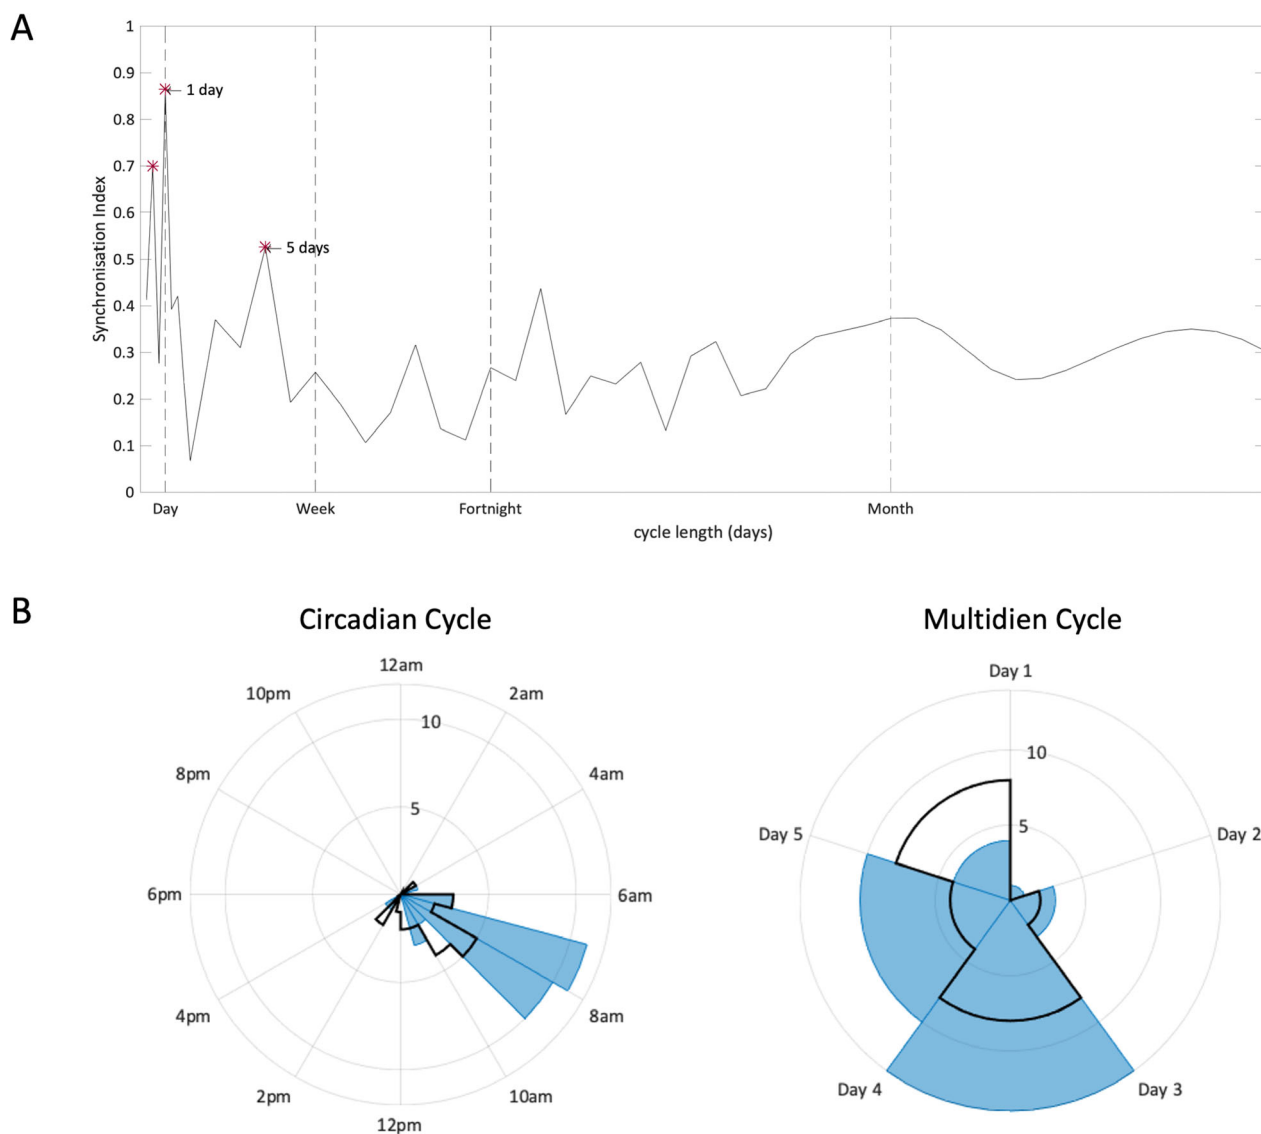 A
1
0.9
0.8
0.7
0.6
0.5
0.4
0.3
0.2
0.1
0
Synchronisation Index
1 day
5 days
Day Week Fortnight Month
cycle length (days)
B
Circadian Cycle
12am
2am
4am
6am
8am
10am
12pm
2pm
4pm
6pm
8pm
10pm
10
5
Multidien Cycle
Day 1
Day 2
Day 3
Day 4
Day 5
10
5